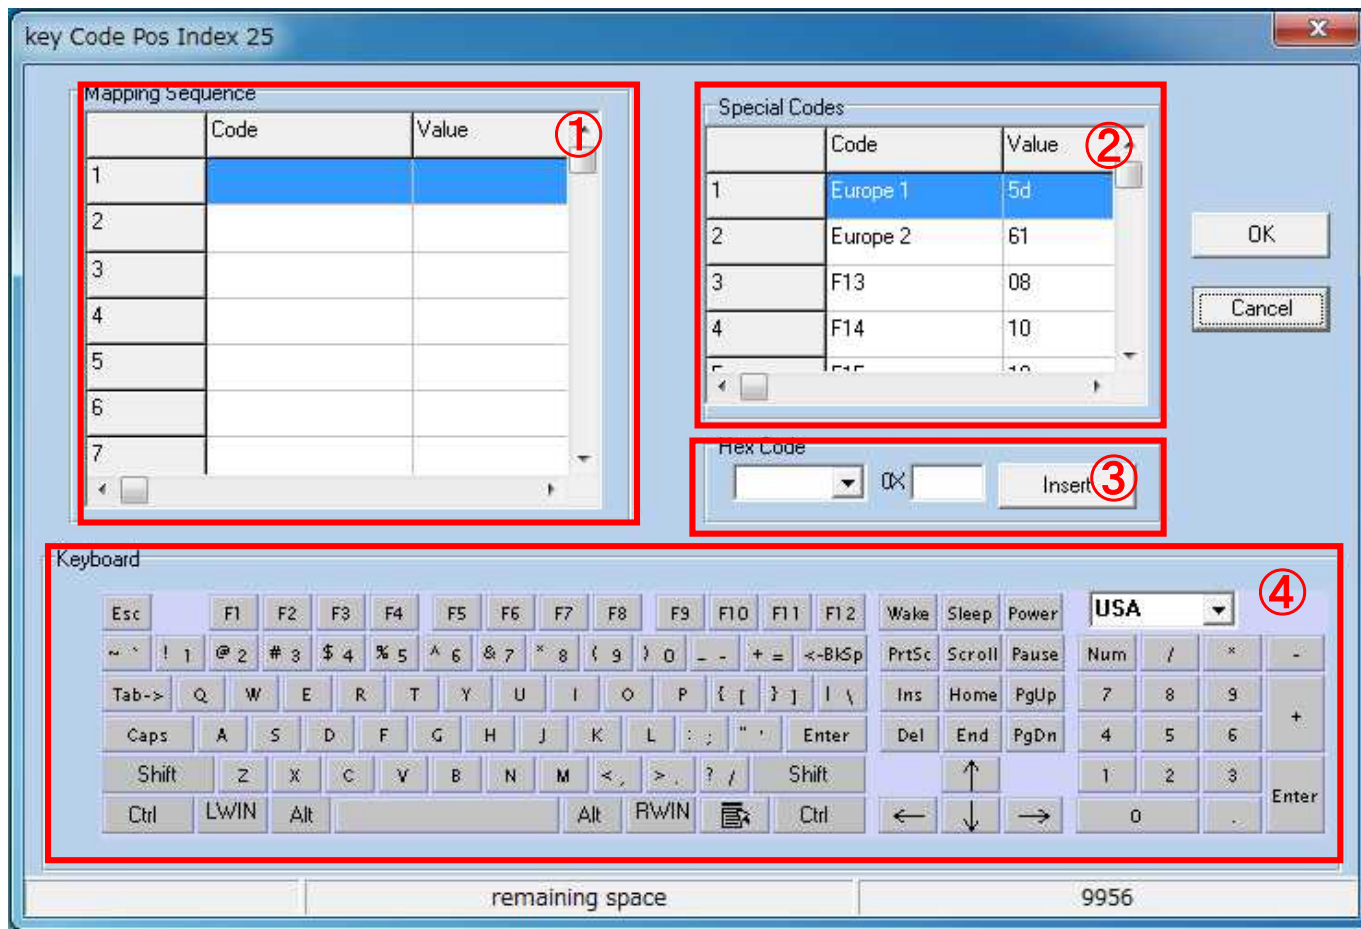 key Code Pos Index 25
Mapping Sequence
Code Value
1
2
3
4
5
6
7
①
Special Codes
Code Value
1 Europe 1 5d
2 Europe 2 61
3 F13 08
4 F14 10
②
OK
Cancel
Hex Code
0X
Insert
③
Keyboard
④
Esc F1 F2 F3 F4 F5 F6 F7 F8 F9 F10 F11 F12 Wake Sleep Power USA
~ ` ! 1 @ 2 # 3 $ 4 % 5 ^ 6 & 7 * 8 ( 9 ) 0 _ - + = <-BkSp PrtSc Scroll Pause Num / * -
Tab-> Q W E R T Y U I O P { [ } ] | \ Ins Home PgUp 7 8 9 +
Caps A S D F G H J K L : ; " ' Enter Del End PgDn 4 5 6
Shift Z X C V B N M < , > . ? / Shift ↑ 1 2 3 Enter
Ctrl LWIN Alt Alt RWIN Ctrl ← ↓ → 0 .
remaining space 9956